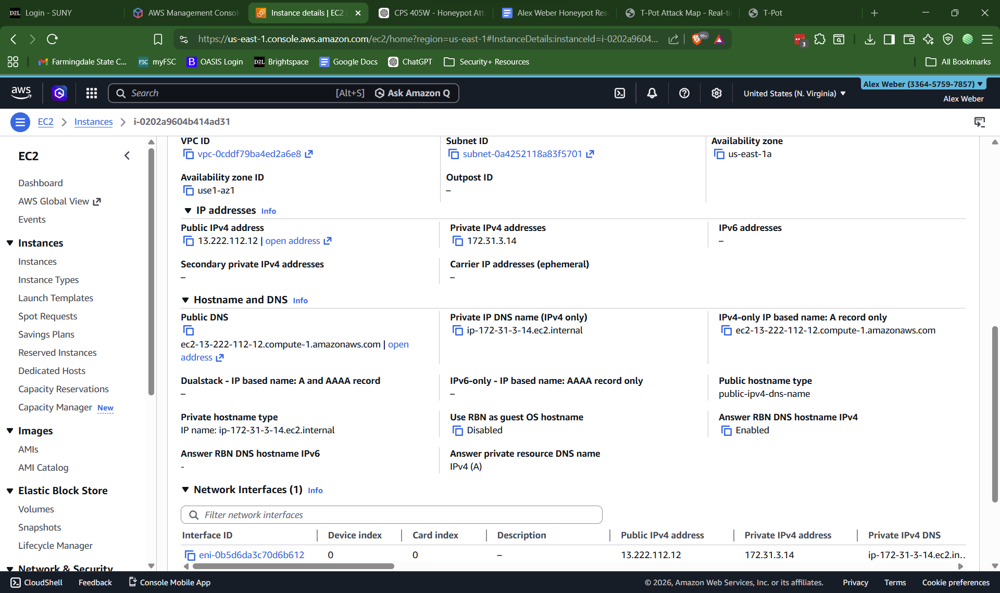 Login - SUNY
AWS Management Consol
Instance details | EC2
CPS 405W - Honeypot Att
Alex Weber Honeypot Res
T-Pot Attack Map - Real-ti
T-Pot
https://us-east-1.console.aws.amazon.com/ec2/home?region=us-east-1#InstanceDetails:instanceId=i-0202a9604...
99+
3
Farmingdale State C...
myFSC
OASIS Login
Brightspace
Google Docs
ChatGPT
Security+ Resources
All Bookmarks
aws
Search
[Alt+S]
Ask Amazon Q
United States (N. Virginia)
Alex Weber (3364-5759-7857)
Alex Weber
EC2
Instances
i-0202a9604b414ad31
EC2
Dashboard
AWS Global View
Events
Instances
Instances
Instance Types
Launch Templates
Spot Requests
Savings Plans
Reserved Instances
Dedicated Hosts
Capacity Reservations
Capacity Manager New
Images
AMIs
AMI Catalog
Elastic Block Store
Volumes
Snapshots
Lifecycle Manager
Network & Security
VPC ID
vpc-0cddf79ba4ed2a6e8
Subnet ID
subnet-0a4252118a83f5701
Availability zone
us-east-1a
Availability zone ID
use1-az1
Outpost ID
–
IP addresses Info
Public IPv4 address
13.222.112.12 | open address
Private IPv4 addresses
172.31.3.14
IPv6 addresses
–
Secondary private IPv4 addresses
–
Carrier IP addresses (ephemeral)
–
Hostname and DNS Info
Public DNS
ec2-13-222-112-12.compute-1.amazonaws.com | open
address
Private IP DNS name (IPv4 only)
ip-172-31-3-14.ec2.internal
IPv4-only IP based name: A record only
ec2-13-222-112-12.compute-1.amazonaws.com
Dualstack - IP based name: A and AAAA record
–
IPv6-only - IP based name: AAAA record only
–
Public hostname type
public-ipv4-dns-name
Private hostname type
IP name: ip-172-31-3-14.ec2.internal
Use RBN as guest OS hostname
Disabled
Answer RBN DNS hostname IPv4
Enabled
Answer RBN DNS hostname IPv6
-
Answer private resource DNS name
IPv4 (A)
Network Interfaces (1) Info
Filter network interfaces
Interface ID
Device index
Card index
Description
Public IPv4 address
Private IPv4 address
Private IPv4 DNS
eni-0b5d6da3c70d6b612
0
0
–
13.222.112.12
172.31.3.14
ip-172-31-3-14.ec2.in..
CloudShell
Feedback
Console Mobile App
© 2026, Amazon Web Services, Inc. or its affiliates.
Privacy
Terms
Cookie preferences